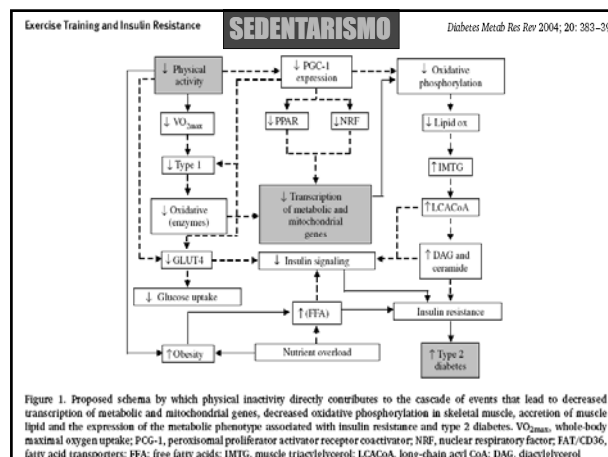 Exercise Training and Insulin Resistance
SEDENTARISMO
Diabetes Metab Res Rev 2004; 20: 383–39
↓ Physical
activity
↓ PGC-1
expression
↓ Oxidative
phosphorylation
↓ VO2max
↓PPAR
↓NRF
↓ Lipid ox
↓Type 1
↑IMTG
↓ Oxidative
(enzymes)
↓ Transcription
of metabolic and
mitochondrial
genes
↑LCACoA
↓GLUT4
↓ Insulin signaling
↑ DAG and
ceramide
↓ Glucose uptake
↑(FFA)
Insulin resistance
↑Obesity
Nutrient overload
↑ Type 2
diabetes
Figure 1. Proposed schema by which physical inactivity directly contributes to the cascade of events that lead to decreased
transcription of metabolic and mitochondrial genes, decreased oxidative phosphorylation in skeletal muscle, accretion of muscle
lipid and the expression of the metabolic phenotype associated with insulin resistance and type 2 diabetes. VO2max, whole-body
maximal oxygen uptake; PCG-1, peroxisomal proliferator activator receptor coactivator; NRF, nuclear respiratory factor; FAT/CD36,
fatty acid transporters; FFA; free fatty acids; IMTG, muscle triacylglycerol; LCACoA, long-chain acyl CoA; DAG, diacylglycerol